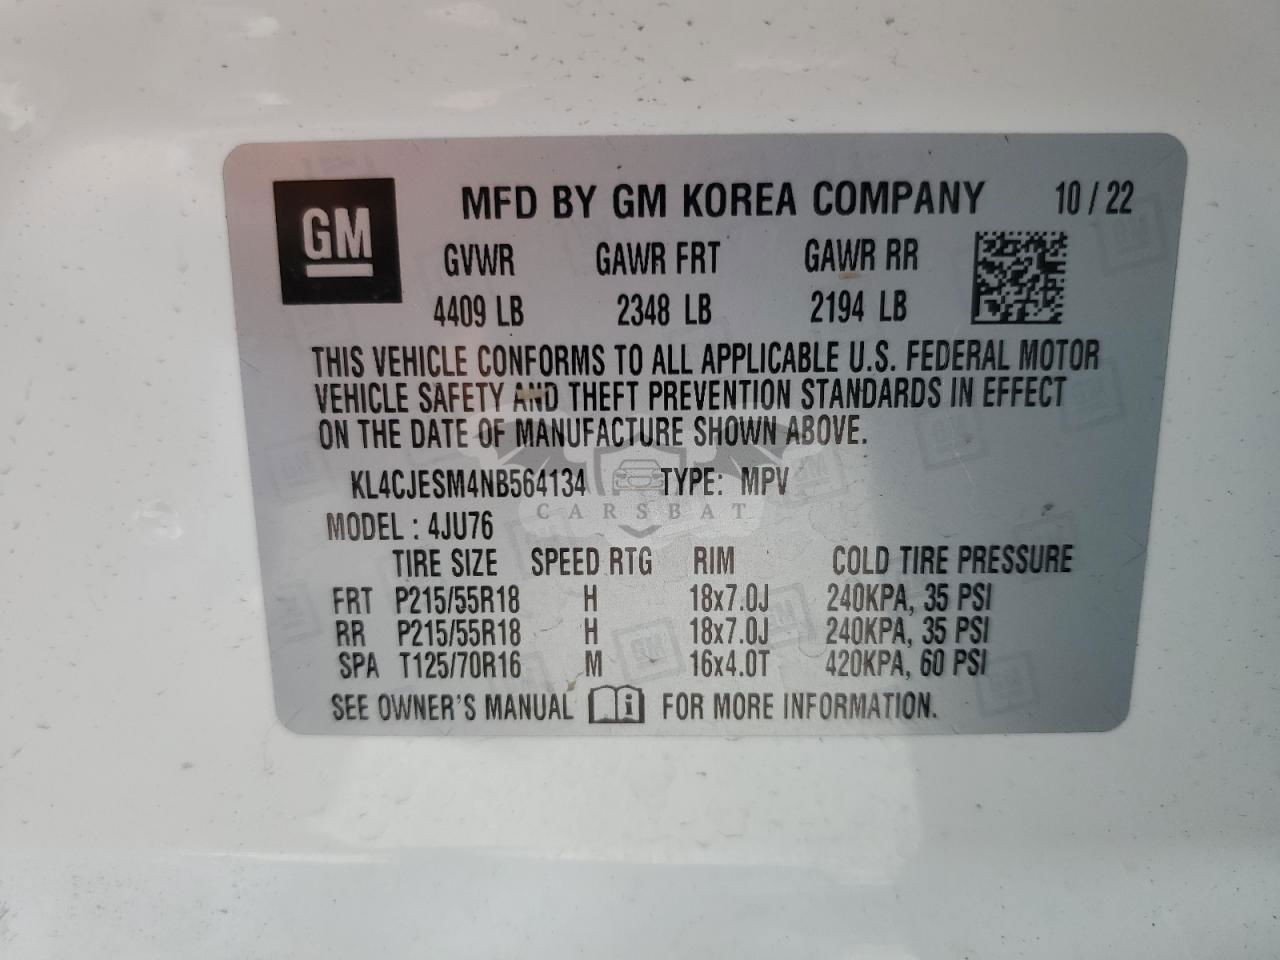 GM
MFD BY GM KOREA COMPANY 10 / 22
GVWR GAWR FRT GAWR RR
4409 LB 2348 LB 2194 LB
THIS VEHICLE CONFORMS TO ALL APPLICABLE U.S. FEDERAL MOTOR
VEHICLE SAFETY AND THEFT PREVENTION STANDARDS IN EFFECT
ON THE DATE OF MANUFACTURE SHOWN ABOVE.
KL4CJESM4NB564134 TYPE: MPV
CARSBAT
MODEL : 4JU76
TIRE SIZE SPEED RTG RIM COLD TIRE PRESSURE
FRT P215/55R18 H 18x7.0J 240KPA, 35 PSI
RR P215/55R18 H 18x7.0J 240KPA, 35 PSI
SPA T125/70R16 M 16x4.0T 420KPA, 60 PSI
SEE OWNER'S MANUAL i FOR MORE INFORMATION.